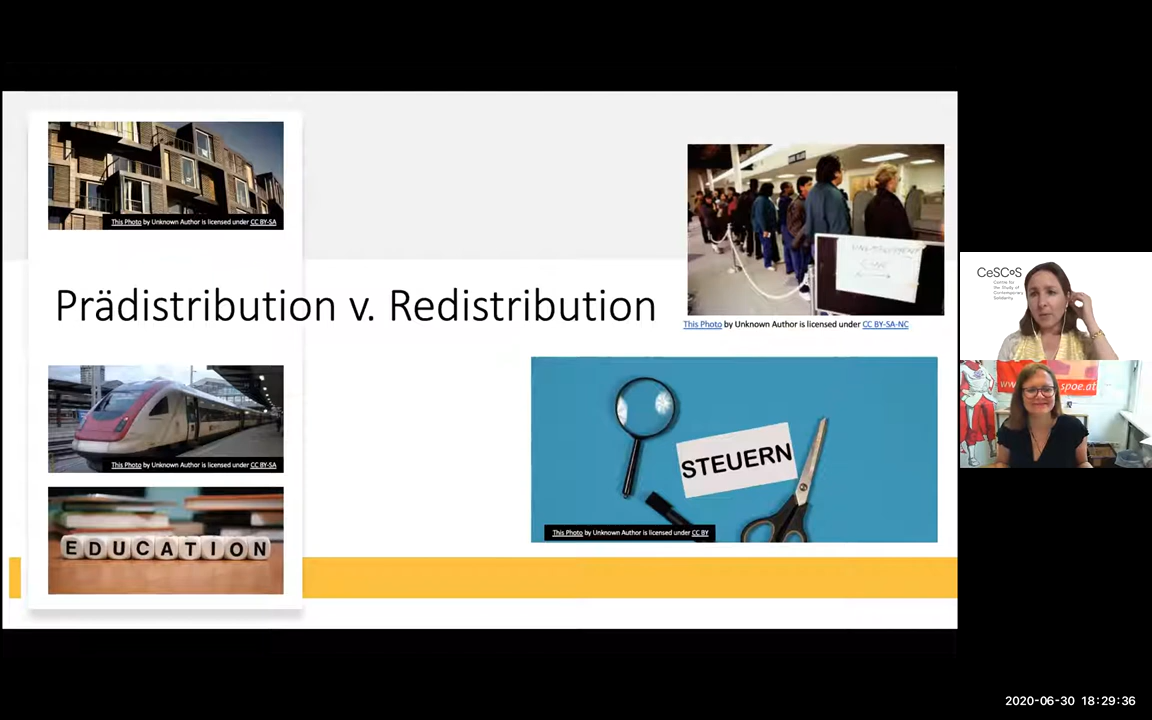 This Photo by Unknown Author is licensed under CC BY-SA
Prädistribution v. Redistribution
This Photo by Unknown Author is licensed under CC BY-SA-NC
This Photo by Unknown Author is licensed under CC BY-SA
EDUCATION
STEUERN
This Photo by Unknown Author is licensed under CC BY
CeSCoS
Centre for
the Study of
Contemporary
Solidarity
spoe.at
2020-06-30 18:29:36